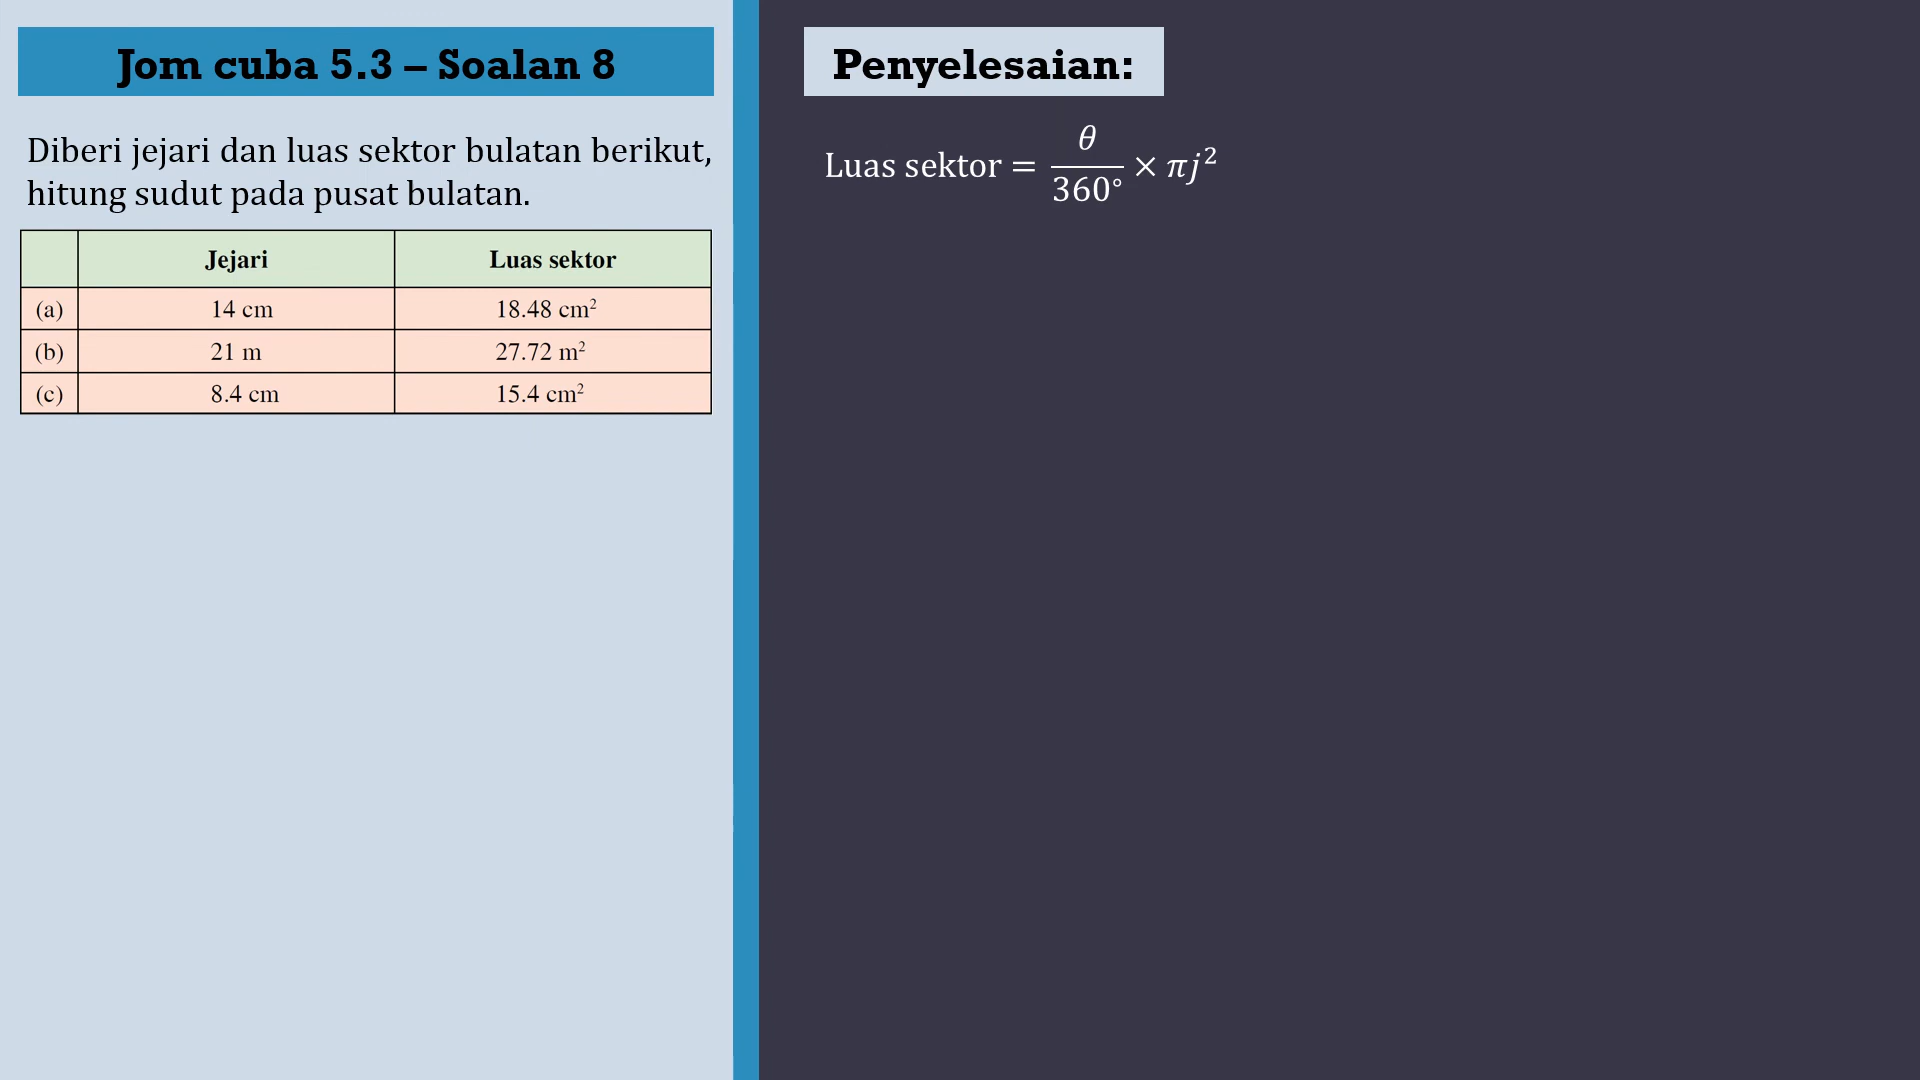 Jom cuba 5.3 – Soalan 8
Diberi jejari dan luas sektor bulatan berikut,
hitung sudut pada pusat bulatan.
Jejari Luas sektor
(a) 14 cm 18.48 cm²
(b) 21 m 27.72 m²
(c) 8.4 cm 15.4 cm²
Penyelesaian:
Luas sektor = θ/360° × πj²